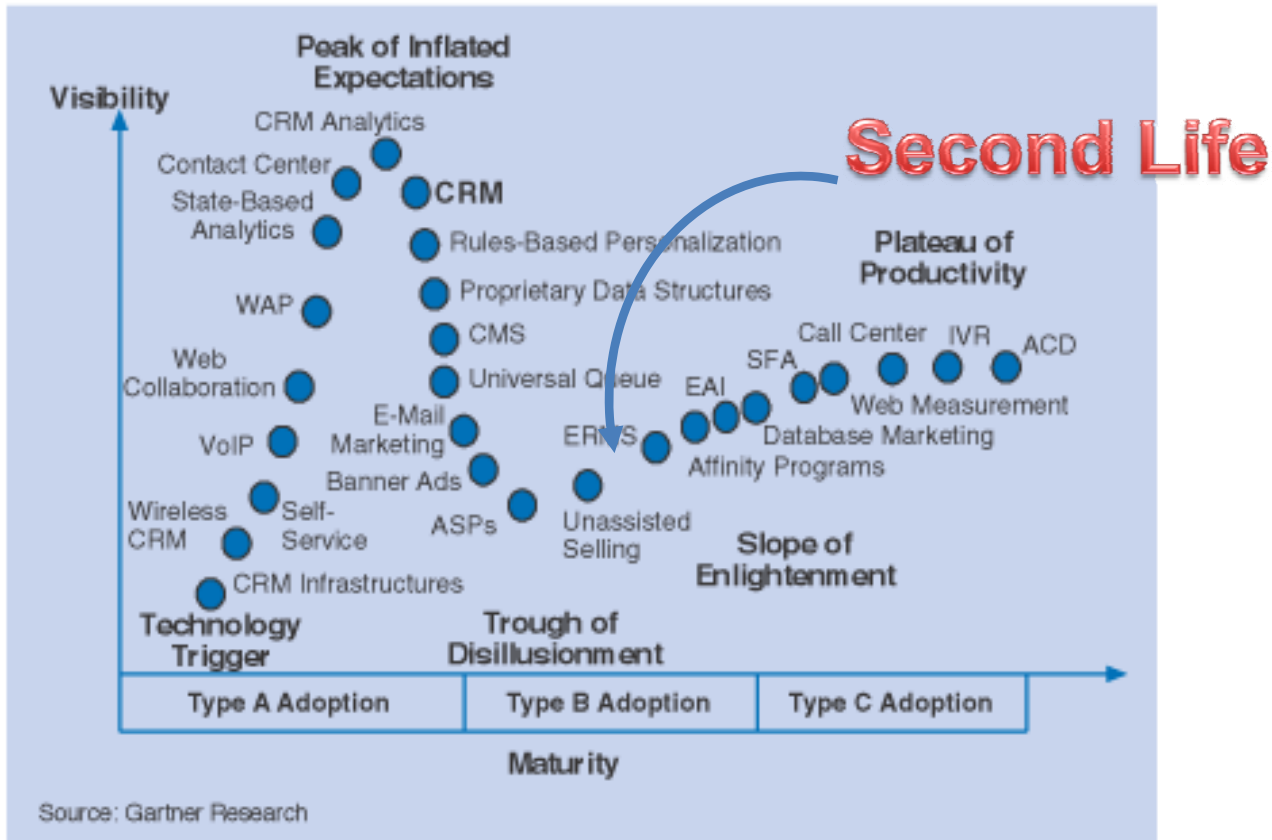 Peak of Inflated
Expectations
Visibility
CRM Analytics
Second Life
Contact Center
CRM
State-Based
Analytics
Rules-Based Personalization
Plateau of
Productivity
WAP
Proprietary Data Structures
CMS
Call Center
IVR
ACD
Web
Collaboration
Universal Queue
SFA
EAI
Web Measurement
E-Mail
Marketing
VoIP
ERMS
Database Marketing
Affinity Programs
Banner Ads
Wireless
CRM
Self-
Service
ASPs
Unassisted
Selling
Slope of
Enlightenment
CRM Infrastructures
Technology
Trigger
Trough of
Disillusionment
Type A Adoption
Type B Adoption
Type C Adoption
Maturity
Source: Gartner Research